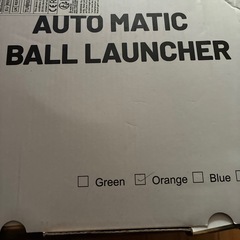 AUTO MATIC
BALL LAUNCHER
Green Orange Blue